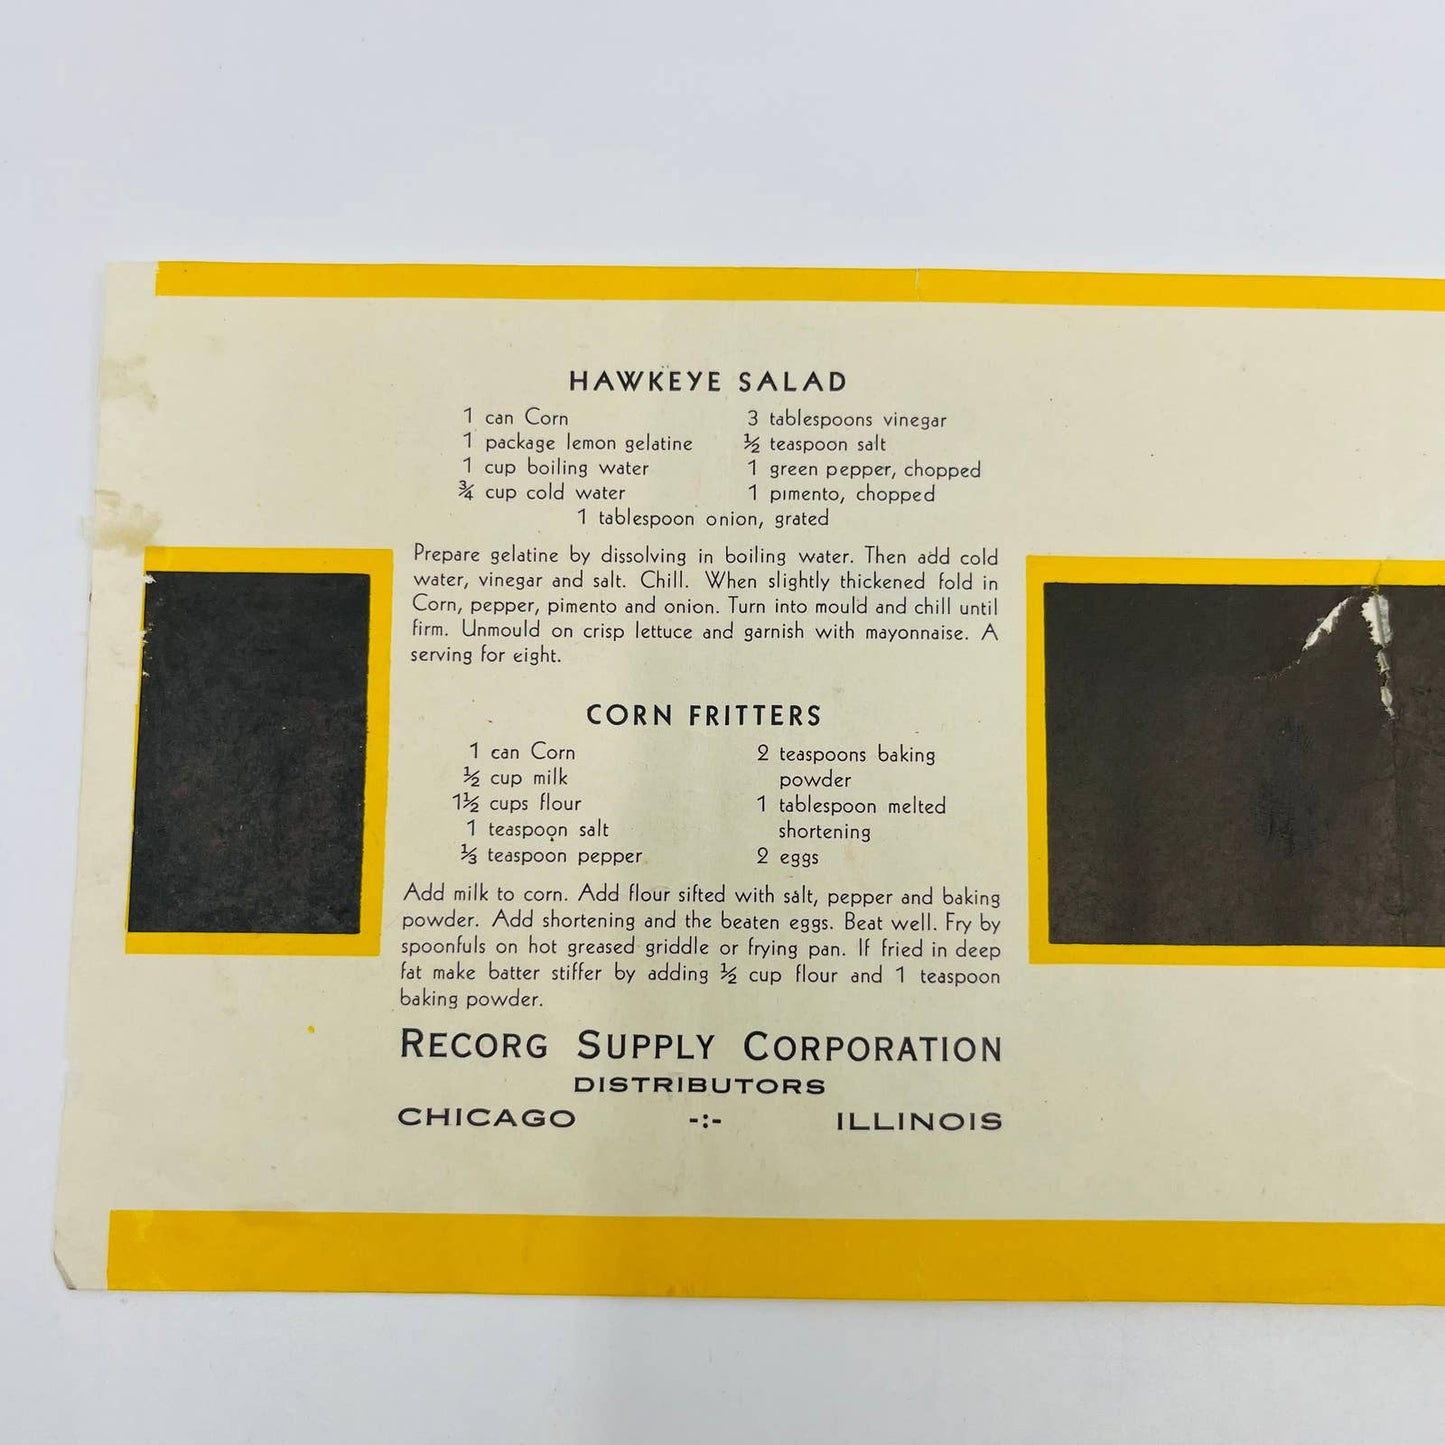 HAWKEYE SALAD
1 can Corn
1 package lemon gelatine
1 cup boiling water
¾ cup cold water
3 tablespoons vinegar
½ teaspoon salt
1 green pepper, chopped
1 pimento, chopped
1 tablespoon onion, grated
Prepare gelatine by dissolving in boiling water. Then add cold
water, vinegar and salt. Chill. When slightly thickened fold in
Corn, pepper, pimento and onion. Turn into mould and chill until
firm. Unmould on crisp lettuce and garnish with mayonnaise. A
serving for eight.
CORN FRITTERS
1 can Corn
½ cup milk
1½ cups flour
1 teaspoon salt
⅓ teaspoon pepper
2 teaspoons baking
powder
1 tablespoon melted
shortening
2 eggs
Add milk to corn. Add flour sifted with salt, pepper and baking
powder. Add shortening and the beaten eggs. Beat well. Fry by
spoonfuls on hot greased griddle or frying pan. If fried in deep
fat make batter stiffer by adding ½ cup flour and 1 teaspoon
baking powder.
RECORG SUPPLY CORPORATION
DISTRIBUTORS
CHICAGO -:- ILLINOIS